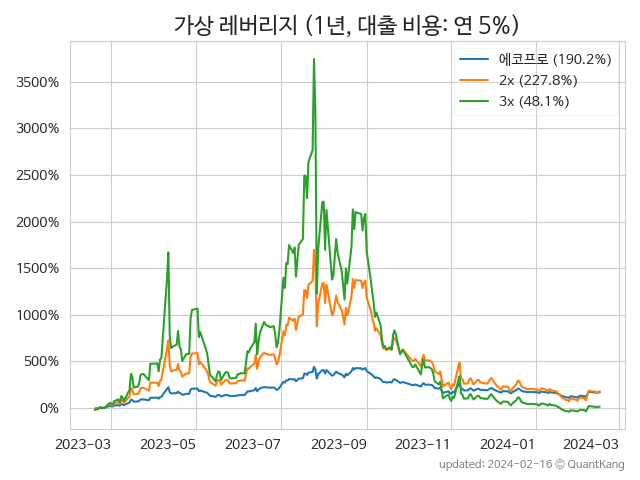 가상 레버리지 (1년, 대출 비용: 연 5%)
에코프로 (190.2%)
2x (227.8%)
3x (48.1%)
3500%
3000%
2500%
2000%
1500%
1000%
500%
0%
2023-03 2023-05 2023-07 2023-09 2023-11 2024-01 2024-03
updated: 2024-02-16 © QuantKang